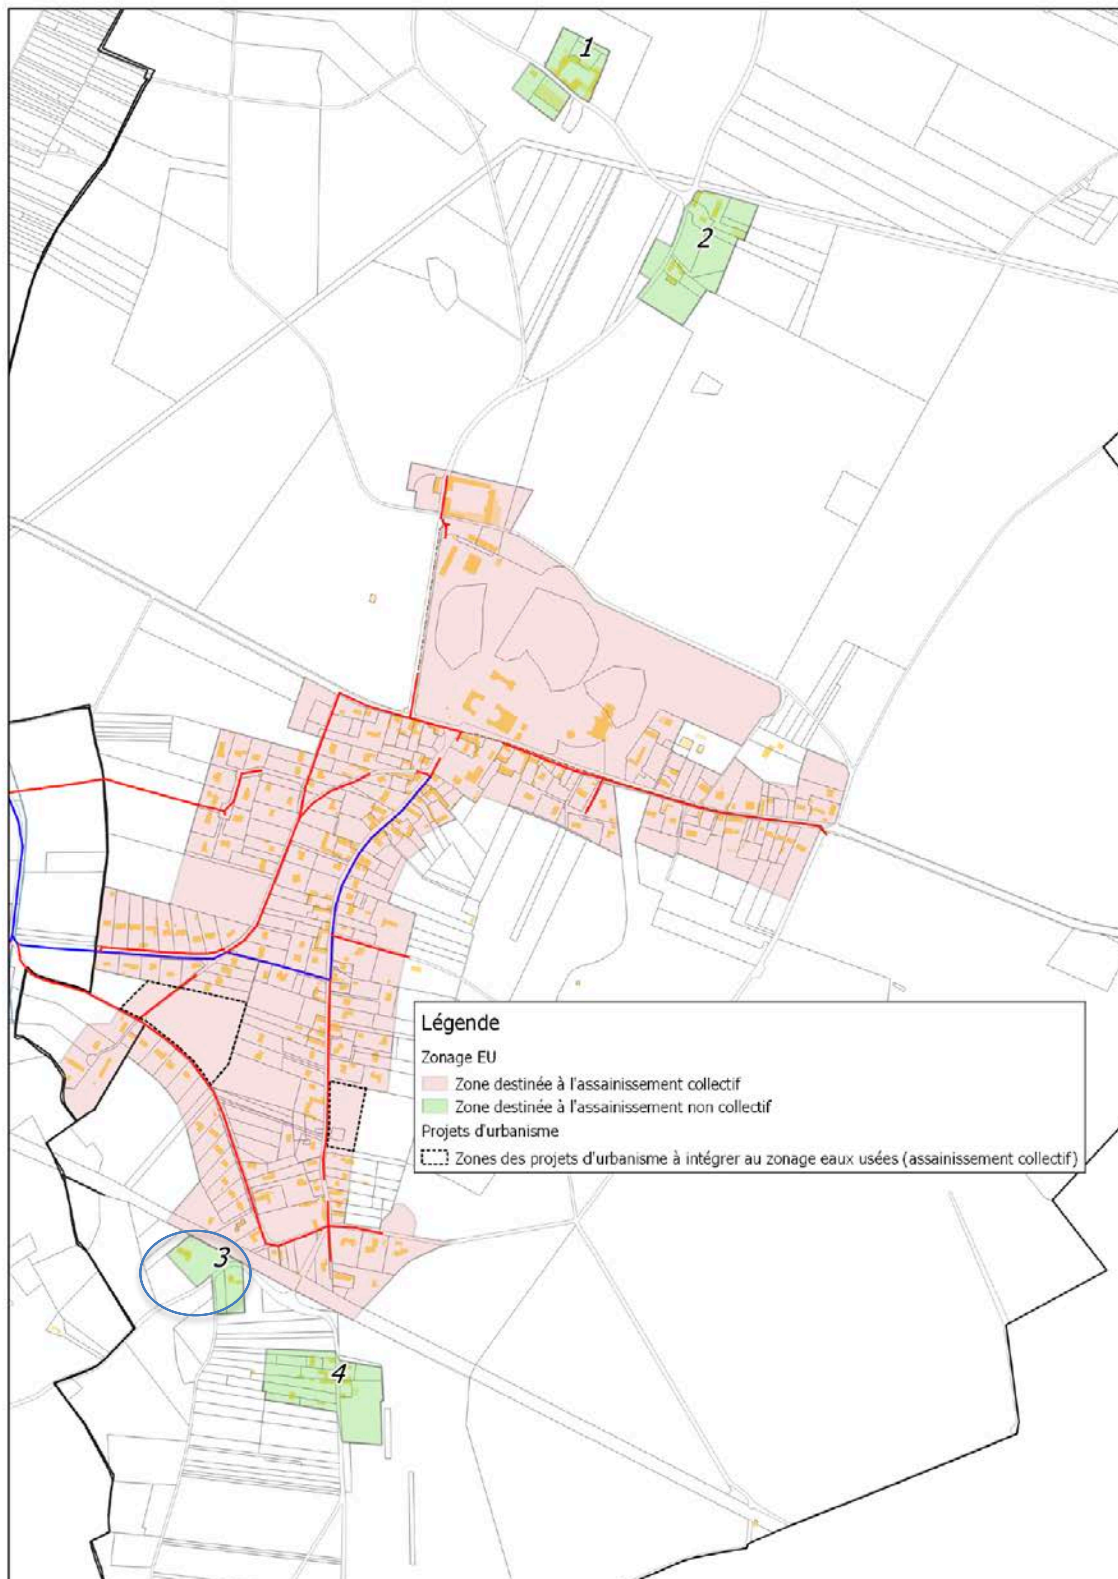 1
2
Légende
Zonage EU
Zone destinée à l'assainissement collectif
Zone destinée à l'assainissement non collectif
Projets d'urbanisme
Zones des projets d'urbanisme à intégrer au zonage eaux usées (assainissement collectif)
3
4